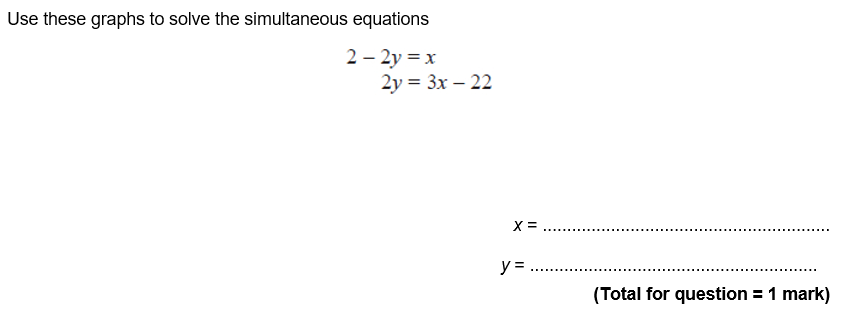 Use these graphs to solve the simultaneous equations
2 – 2y = x
2y = 3x – 22
x = ............................................................
y = ............................................................
(Total for question = 1 mark)